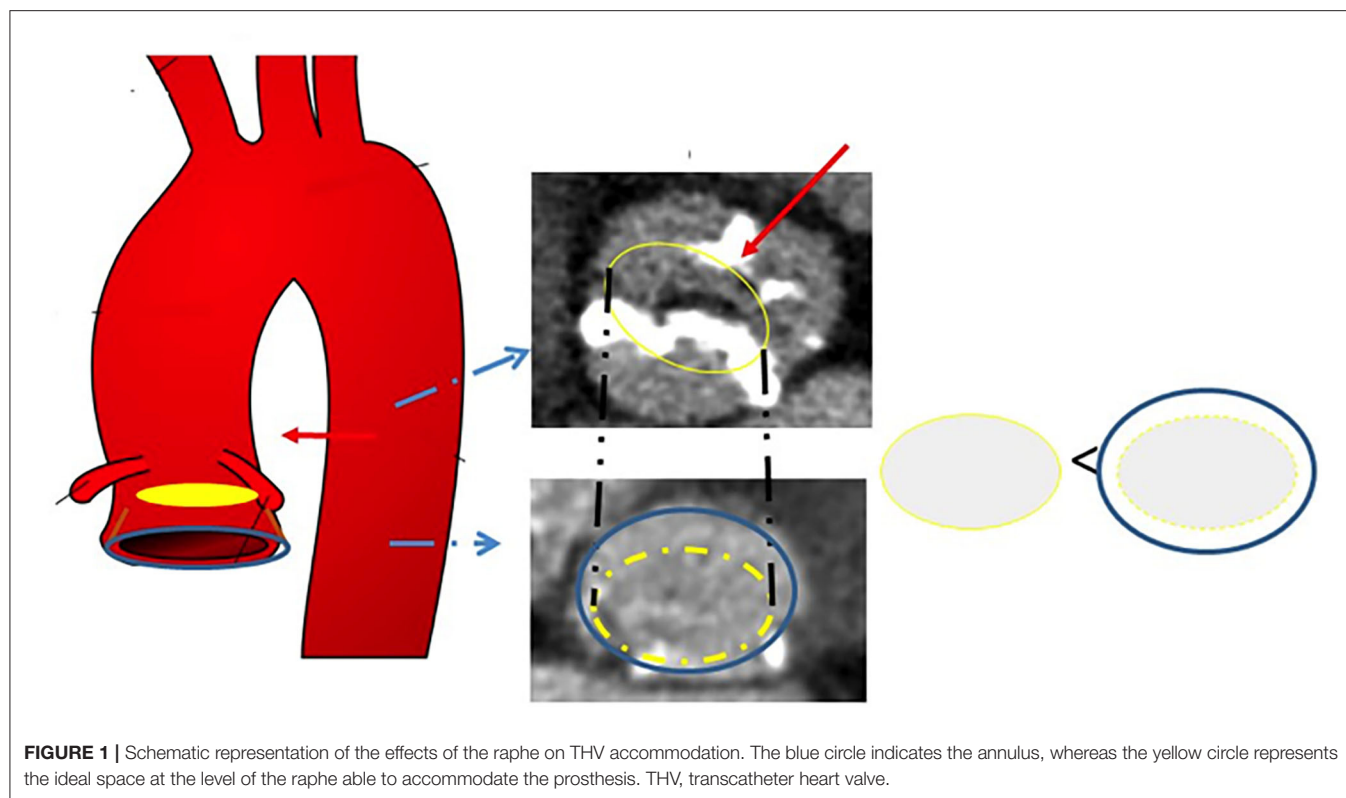 <
FIGURE 1 | Schematic representation of the effects of the raphe on THV accommodation. The blue circle indicates the annulus, whereas the yellow circle represents
the ideal space at the level of the raphe able to accommodate the prosthesis. THV, transcatheter heart valve.